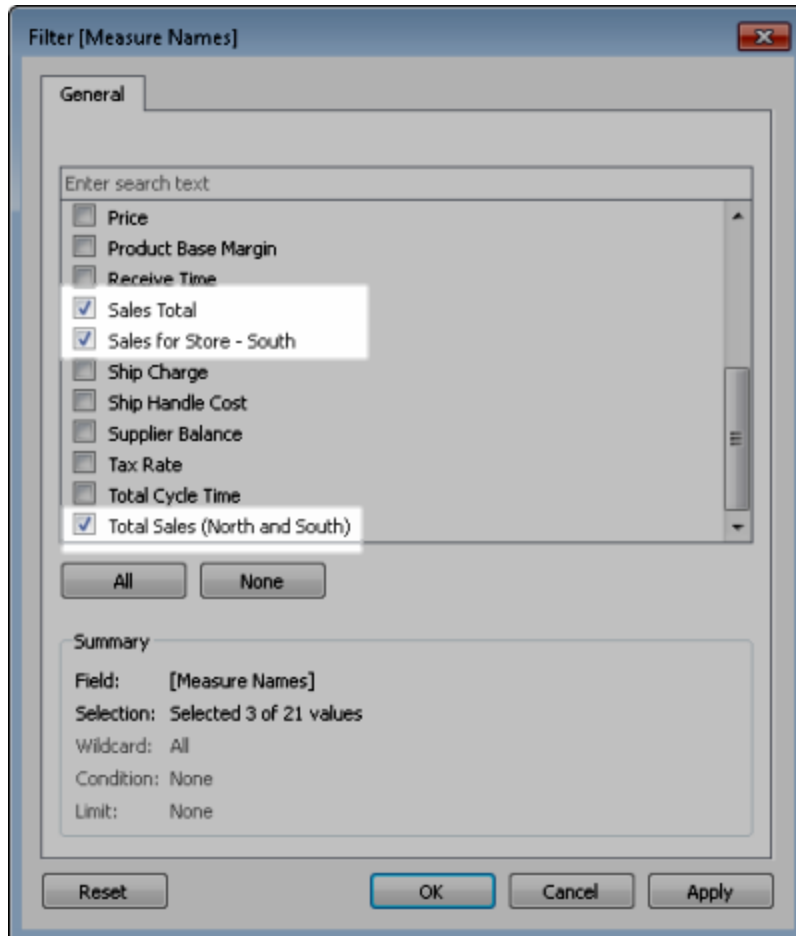 Filter [Measure Names]
General
Enter search text
Price
Product Base Margin
Receive Time
Sales Total
Sales for Store - South
Ship Charge
Ship Handle Cost
Supplier Balance
Tax Rate
Total Cycle Time
Total Sales (North and South)
All None
Summary
Field: [Measure Names]
Selection: Selected 3 of 21 values
Wildcard: All
Condition: None
Limit: None
Reset OK Cancel Apply